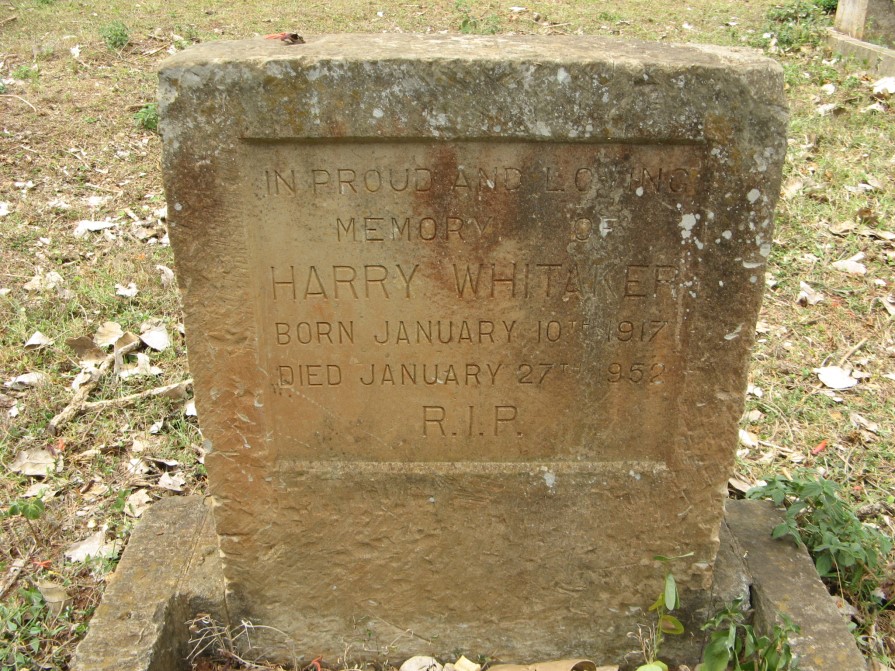 IN PROUD AND LOVING
MEMORY OF
HARRY WHITAKER
BORN JANUARY 10TH 1917
DIED JANUARY 27TH 1952
R.I.P.